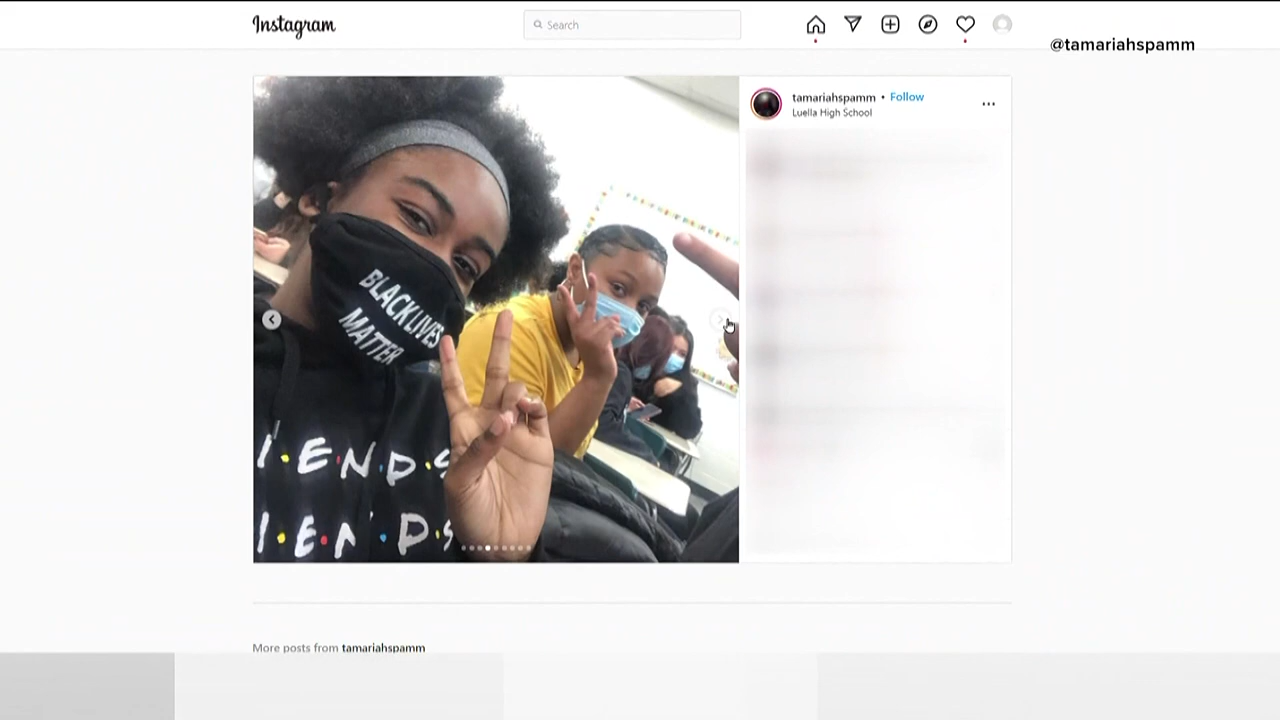 Instagram
Search
@tamariahspamm
tamariahspamm • Follow
Luella High School
BLACK LIVES
MATTER
I·E·N·D·S
I·E·N·D·S
More posts from tamariahspamm